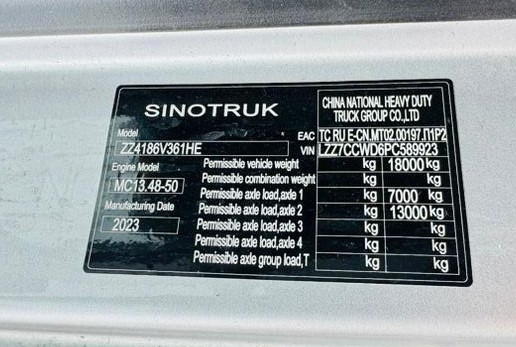 SINOTRUK
CHINA NATIONAL HEAVY DUTY
TRUCK GROUP CO.,LTD
Model
ZZ4186V361HE
EAC TC RU E-CN.MT02.00197.П1Р2
VIN LZZ7CCWD6PC589923
Engine Model
MC13.48-50
Manufacturing Date
2023
Permissible vehicle weight kg 18000 kg
Permissible combination weight kg kg
Permissible axle load,axle 1 kg 7000 kg
Permissible axle load,axle 2 kg 13000 kg
Permissible axle load,axle 3 kg kg
Permissible axle load,axle 4 kg kg
Permissible axle group load,T kg kg